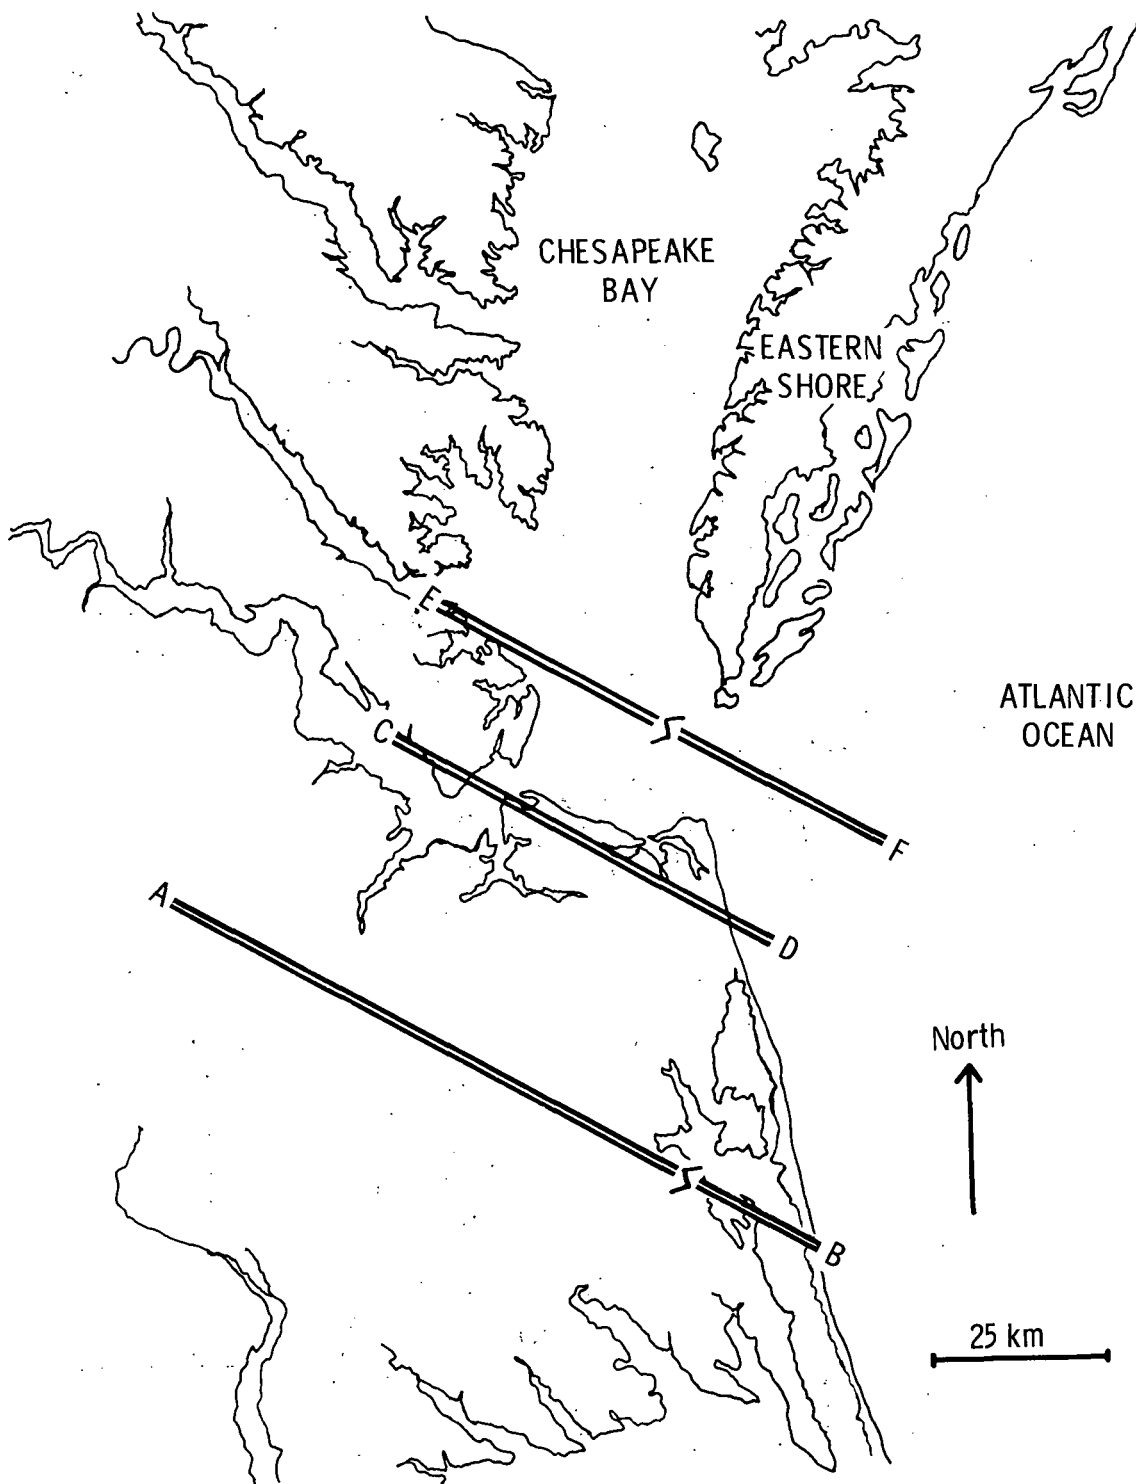 CHESAPEAKE
BAY
EASTERN
SHORE
E
ATLANTIC
OCEAN
C
F
A
D
North
B
25 km